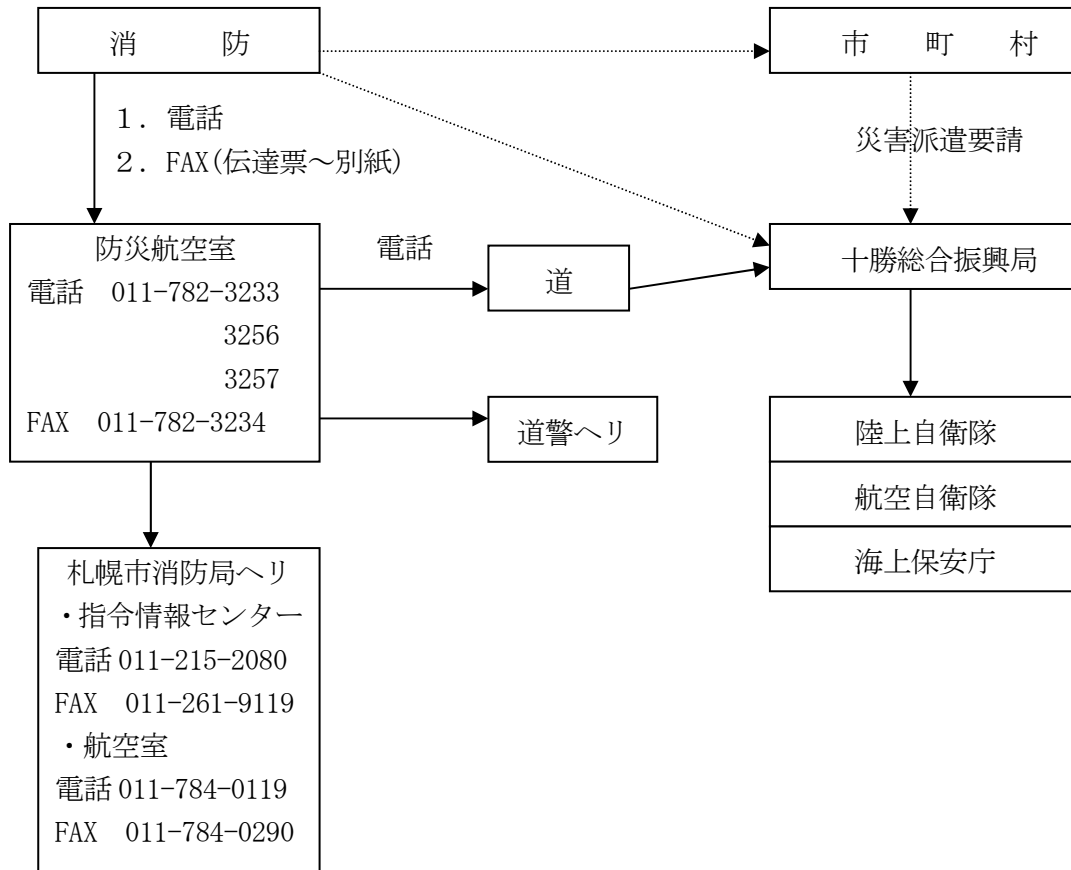 消　　防
市　町　村
１．電話
２．FAX(伝達票～別紙)
災害派遣要請
防災航空室
電話　011-782-3233
3256
3257
FAX　011-782-3234
電話
道
十勝総合振興局
道警ヘリ
陸上自衛隊
航空自衛隊
海上保安庁
札幌市消防局ヘリ
・指令情報センター
電話 011-215-2080
FAX　011-261-9119
・航空室
電話 011-784-0119
FAX　011-784-0290